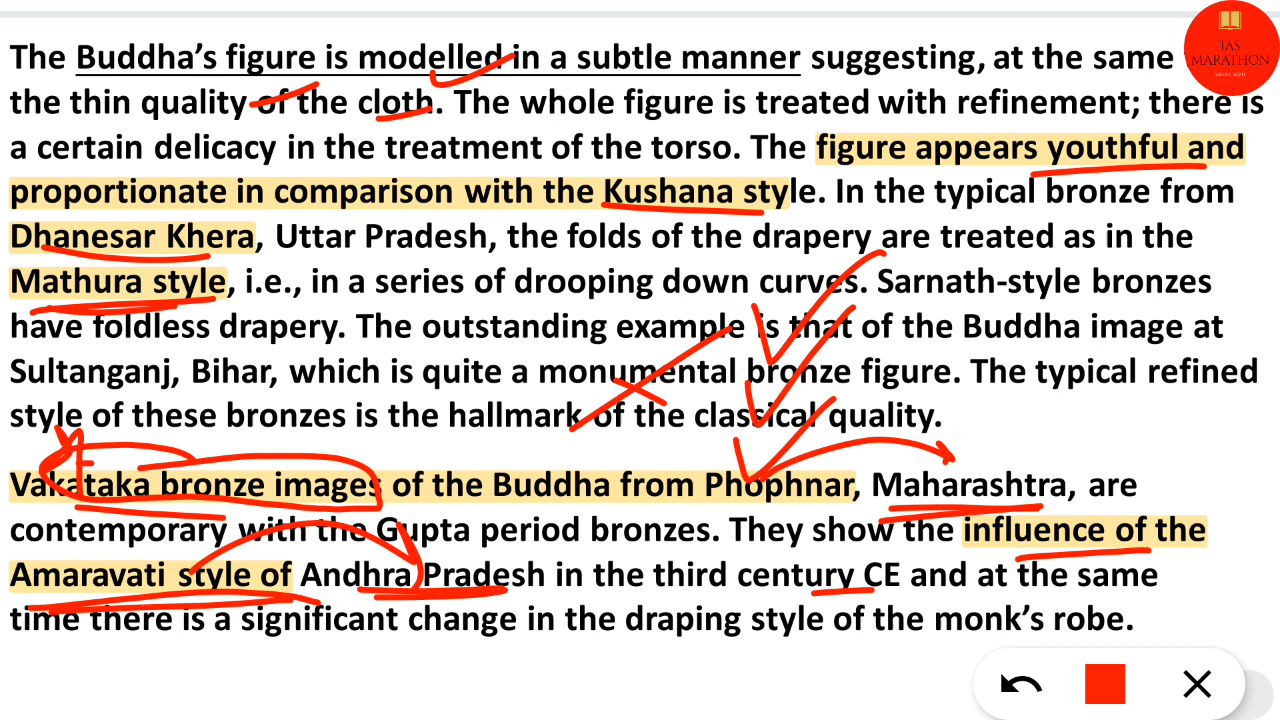 The Buddha's figure is modelled in a subtle manner suggesting, at the same
the thin quality of the cloth. The whole figure is treated with refinement; there is
a certain delicacy in the treatment of the torso. The figure appears youthful and
proportionate in comparison with the Kushana style. In the typical bronze from
Dhanesar Khera, Uttar Pradesh, the folds of the drapery are treated as in the
Mathura style, i.e., in a series of drooping down curves. Sarnath-style bronzes
have foldless drapery. The outstanding example is that of the Buddha image at
Sultanganj, Bihar, which is quite a monumental bronze figure. The typical refined
style of these bronzes is the hallmark of the classical quality.
Vakataka bronze images of the Buddha from Phophnar, Maharashtra, are
contemporary with the Gupta period bronzes. They show the influence of the
Amaravati style of Andhra Pradesh in the third century CE and at the same
time there is a significant change in the draping style of the monk's robe.
IAS
MARATHON